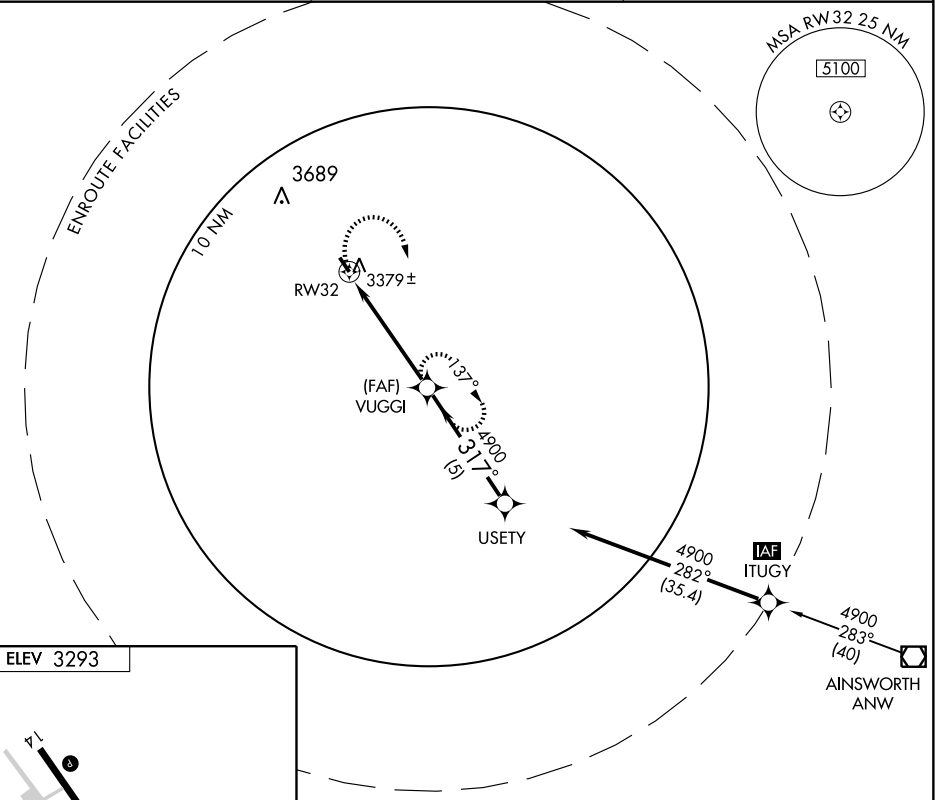 MSA RW32 25 NM
5100
ENROUTE FACILITIES
3689
10 NM
3379±
RW32
(FAF)
VUGGI
137°
4900
317°
(5)
USETY
4900
282°
(35.4)
IAF
ITUGY
4900
283°
(40)
AINSWORTH
ANW
ELEV 3293
14
P